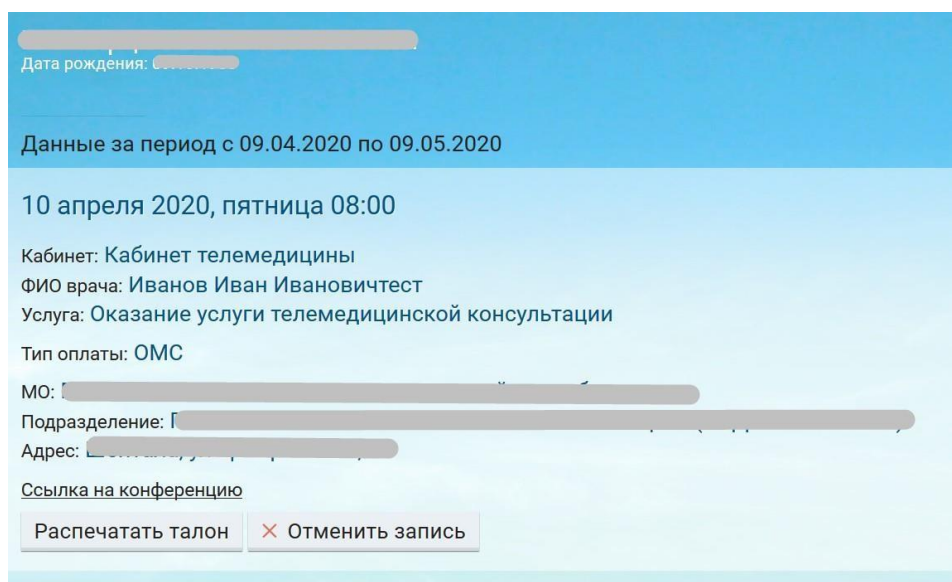 Дата рождения:
Данные за период с 09.04.2020 по 09.05.2020
10 апреля 2020, пятница 08:00
Кабинет: Кабинет телемедицины
ФИО врача: Иванов Иван Ивановичтест
Услуга: Оказание услуги телемедицинской консультации
Тип оплаты: ОМС
МО:
Подразделение:
Адрес:
Ссылка на конференцию
Распечатать талон × Отменить запись